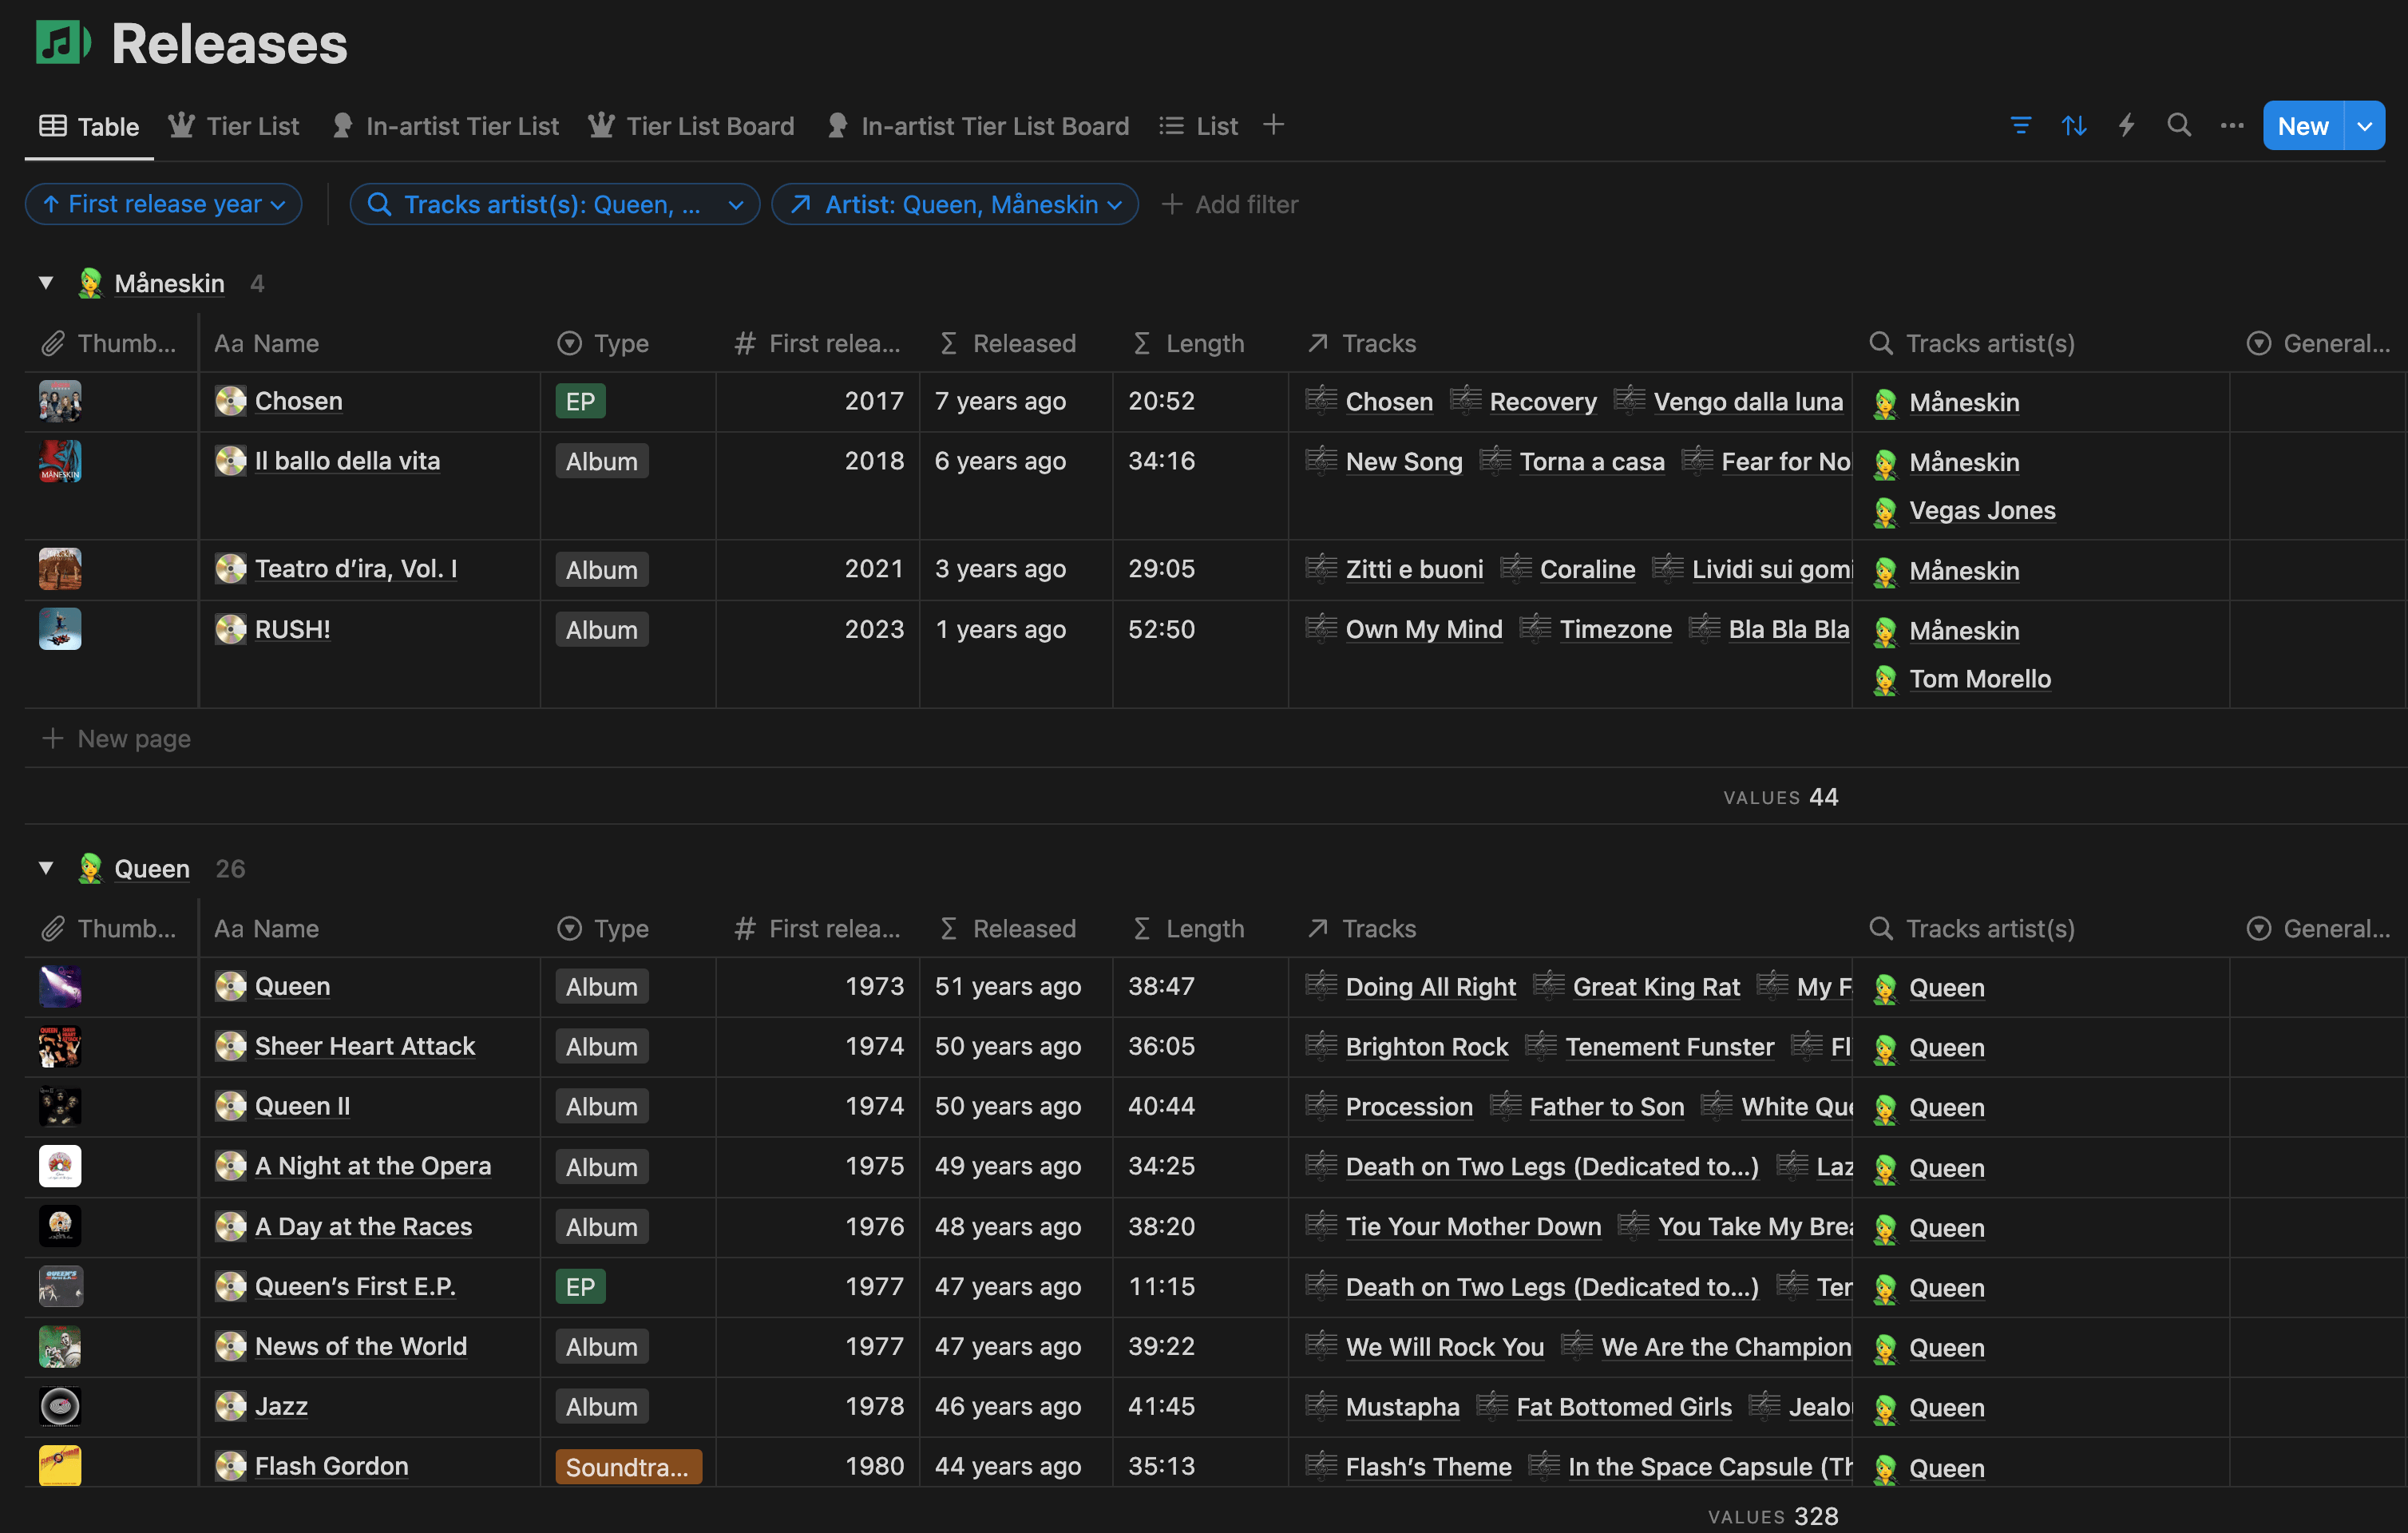 Releases
Table Tier List In-artist Tier List Tier List Board In-artist Tier List Board List New
First release year Tracks artist(s): Queen, ... Artist: Queen, Måneskin Add filter
Måneskin 4
Thumb... Aa Name Type # First relea... Σ Released Σ Length Tracks Tracks artist(s) General...
Chosen EP 2017 7 years ago 20:52 Chosen Recovery Vengo dalla luna Måneskin
Il ballo della vita Album 2018 6 years ago 34:16 New Song Torna a casa Fear for No Måneskin
MÅNESKIN
Vegas Jones
Teatro d’ira, Vol. I Album 2021 3 years ago 29:05 Zitti e buoni Coraline Lividi sui gomi Måneskin
RUSH! Album 2023 1 years ago 52:50 Own My Mind Timezone Bla Bla Bla Måneskin
Tom Morello
New page
VALUES 44
Queen 26
Thumb... Aa Name Type # First relea... Σ Released Σ Length Tracks Tracks artist(s) General...
Queen Album 1973 51 years ago 38:47 Doing All Right Great King Rat My F Queen
Sheer Heart Attack Album 1974 50 years ago 36:05 Brighton Rock Tenement Funster Fl Queen
Queen II Album 1974 50 years ago 40:44 Procession Father to Son White Que Queen
A Night at the Opera Album 1975 49 years ago 34:25 Death on Two Legs (Dedicated to...) Laz Queen
A Day at the Races Album 1976 48 years ago 38:20 Tie Your Mother Down You Take My Brea Queen
Queen’s First E.P. EP 1977 47 years ago 11:15 Death on Two Legs (Dedicated to...) Ten Queen
News of the World Album 1977 47 years ago 39:22 We Will Rock You We Are the Champion Queen
Jazz Album 1978 46 years ago 41:45 Mustapha Fat Bottomed Girls Jealou Queen
Flash Gordon Soundtra... 1980 44 years ago 35:13 Flash’s Theme In the Space Capsule (Th Queen
VALUES 328